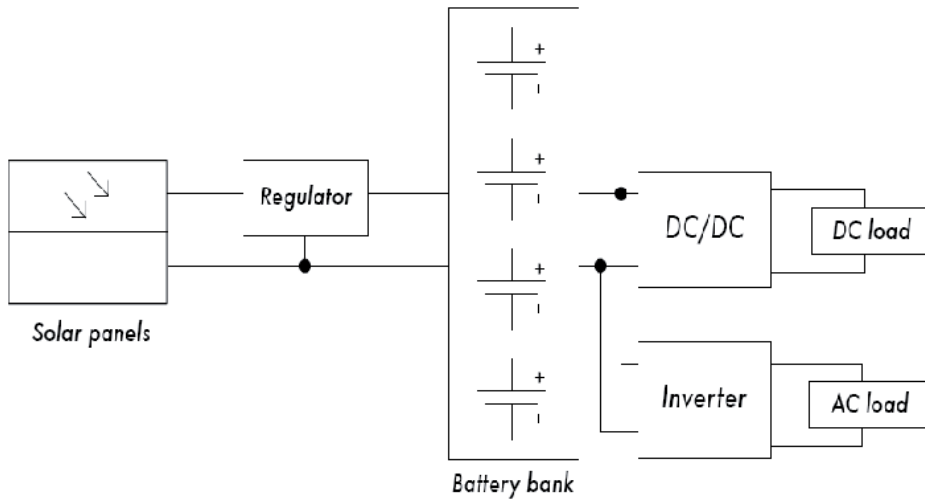 +
+
Regulator
DC/DC
DC load
+
Solar panels
+
Inverter
AC load
Battery bank